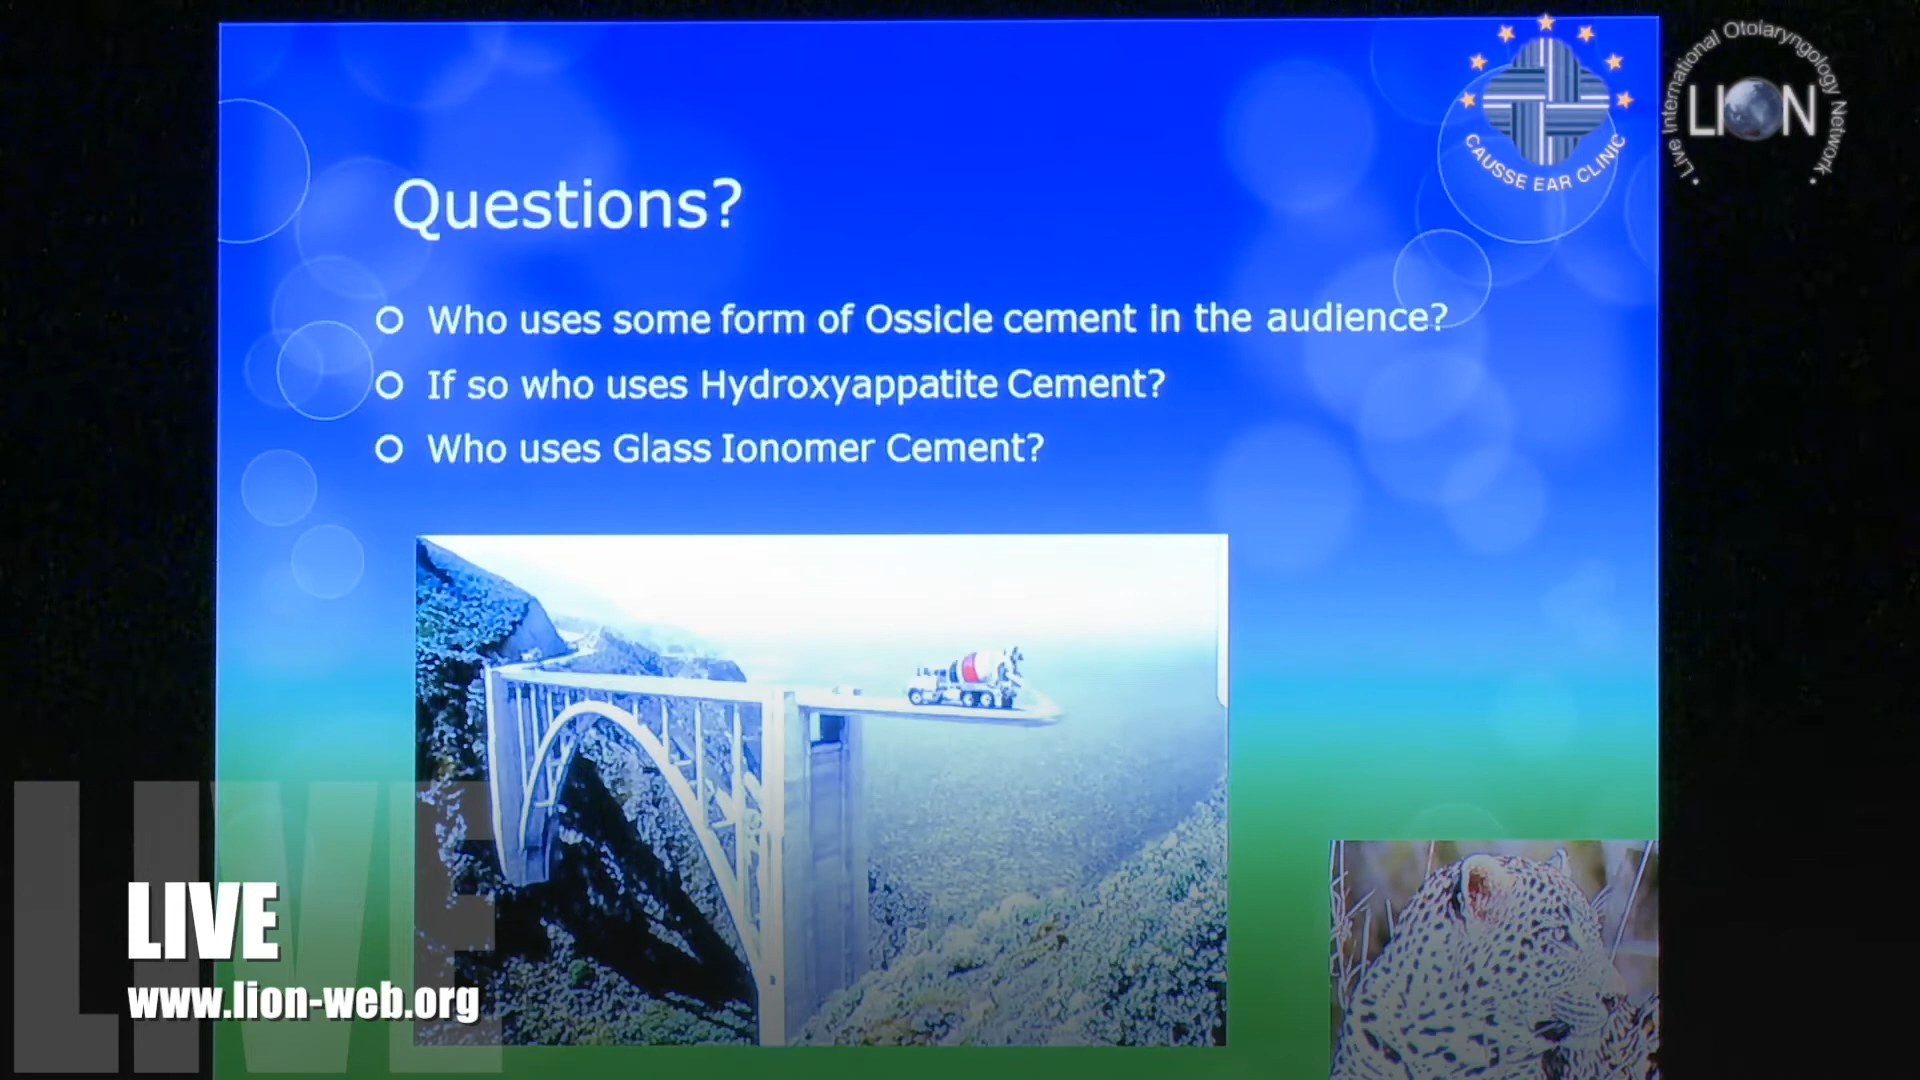 Questions?
Who uses some form of Ossicle cement in the audience?
If so who uses Hydroxyappatite Cement?
Who uses Glass Ionomer Cement?
CAUSSE EAR CLINIC
• Live International Otolaryngology Network •
LION
LIVE
LIVE
www.lion-web.org